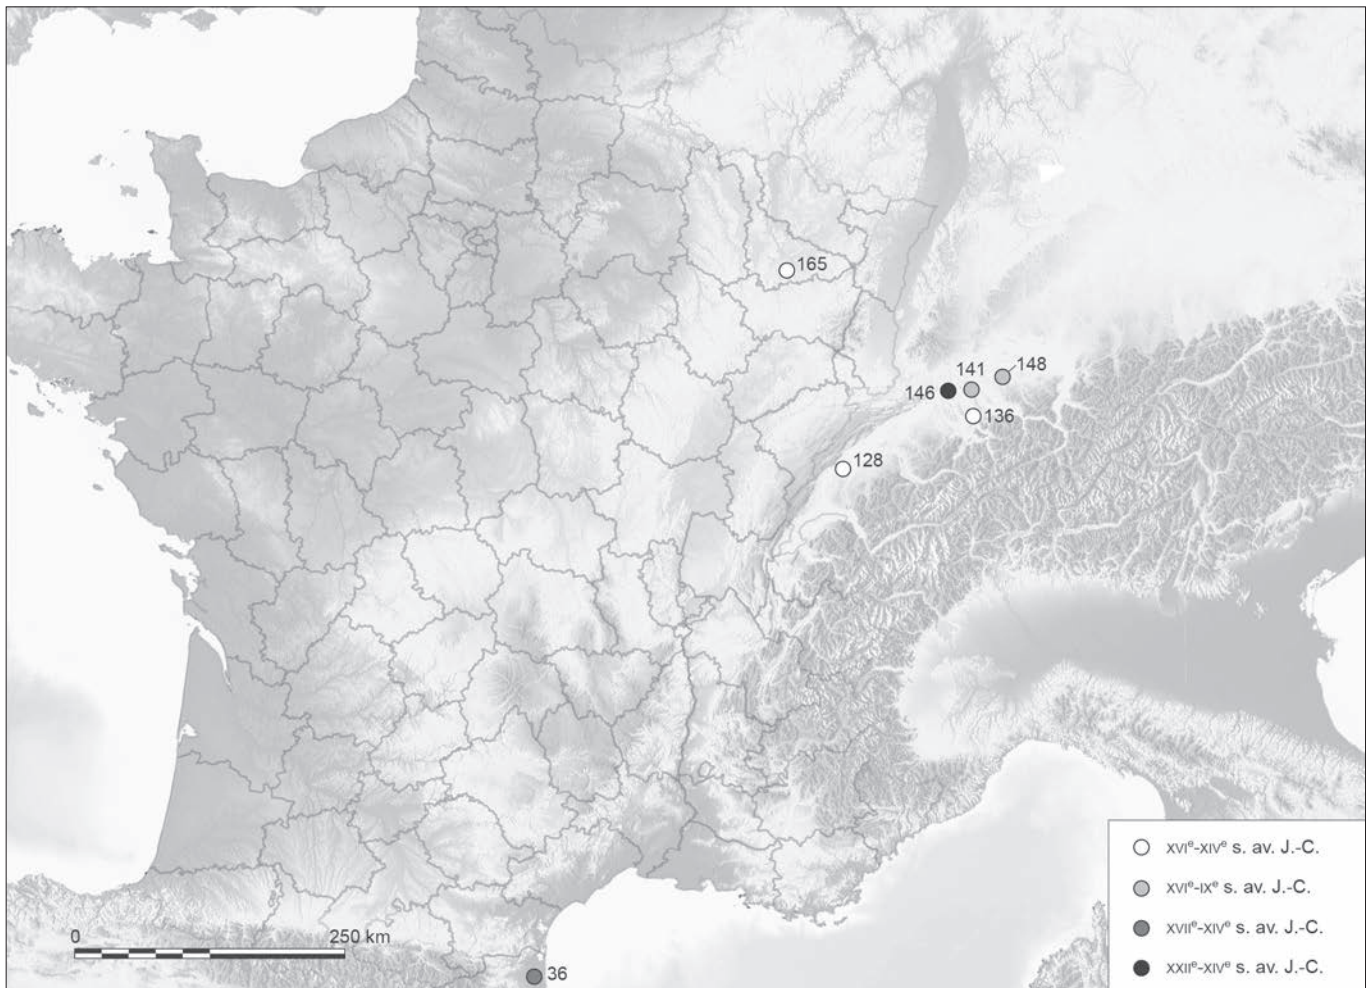 165
148
141
146
136
128
0 250 km
36
XVIᵉ-XIVᵉ s. av. J.-C.
XVIᵉ-IXᵉ s. av. J.-C.
XVIIᵉ-XIVᵉ s. av. J.-C.
XXIIᵉ-XIVᵉ s. av. J.-C.